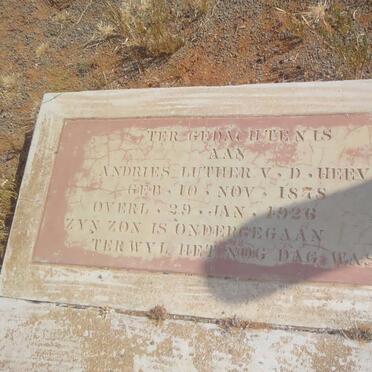 TER GEDACHTENIS
AAN
ANDRIES LUTHER V. D. HEEV
GEB. 10. NOV. 1878
OVERL. 29. JAN. 1926
ZYN ZON IS ONDERGEGAAN
TERWYL HET NOG DAG WAS